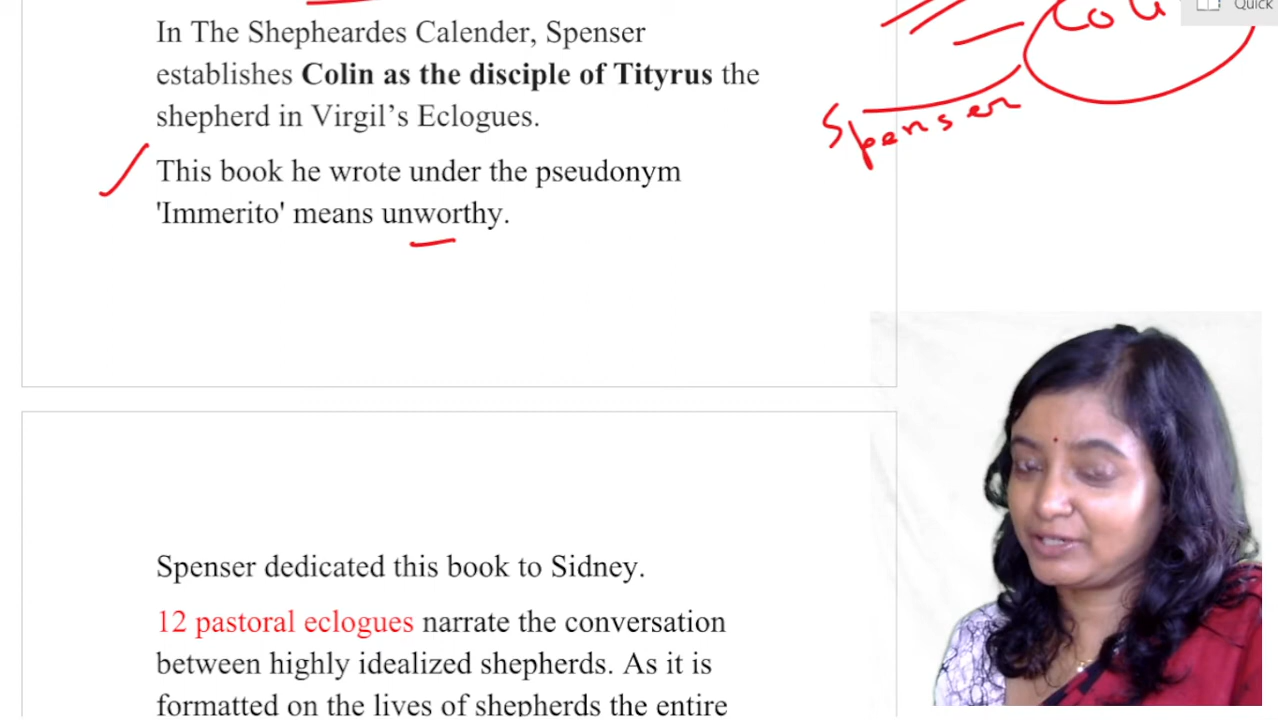 In The Shepheardes Calender, Spenser
establishes Colin as the disciple of Tityrus the
shepherd in Virgil’s Eclogues.
This book he wrote under the pseudonym
'Immerito' means unworthy.
Coli
Quick
Spenser
Spenser dedicated this book to Sidney.
12 pastoral eclogues narrate the conversation
between highly idealized shepherds. As it is
formatted on the lives of shepherds the entire